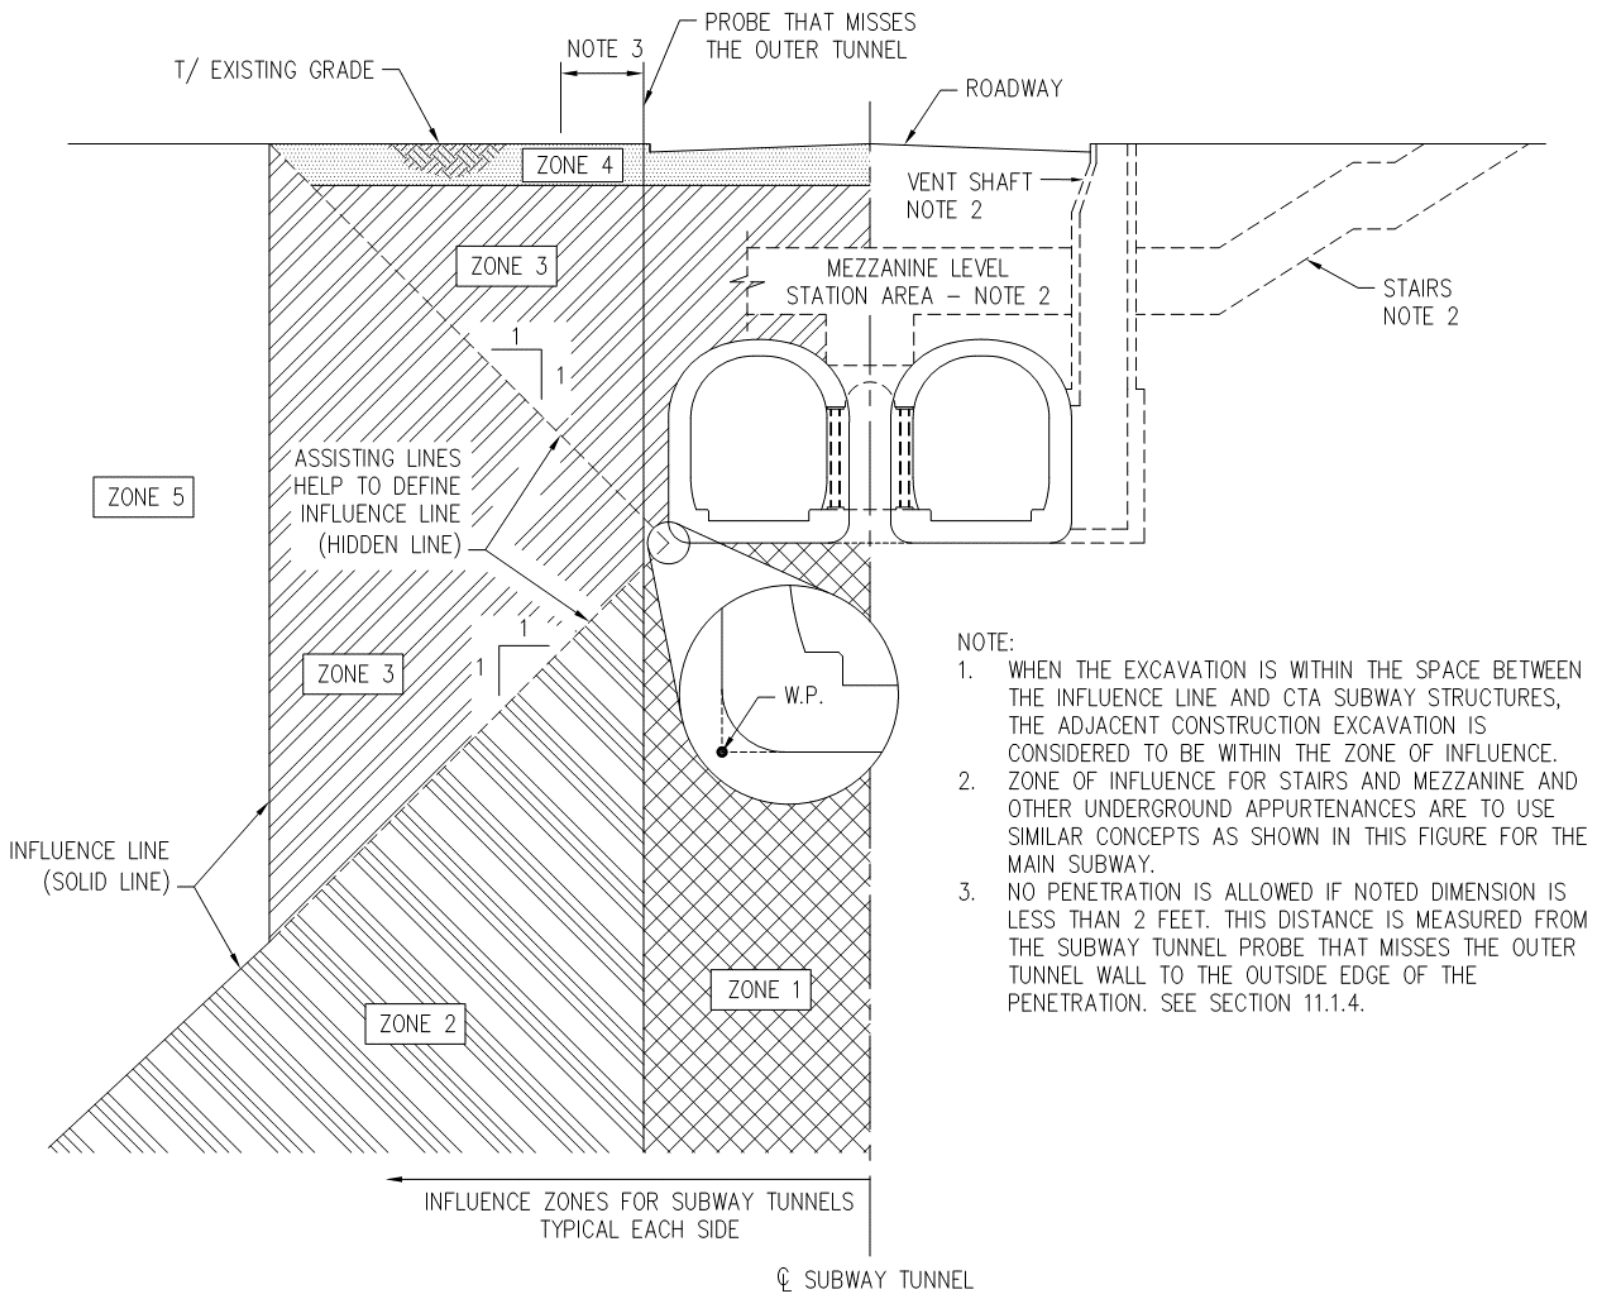 PROBE THAT MISSES
THE OUTER TUNNEL
NOTE 3
T/ EXISTING GRADE
ROADWAY
ZONE 4
VENT SHAFT
NOTE 2
ZONE 3
MEZZANINE LEVEL
STATION AREA – NOTE 2
STAIRS
NOTE 2
1
1
ASSISTING LINES
HELP TO DEFINE
INFLUENCE LINE
(HIDDEN LINE)
ZONE 5
1
1
ZONE 3
W.P.
INFLUENCE LINE
(SOLID LINE)
ZONE 1
ZONE 2
NOTE:
1. WHEN THE EXCAVATION IS WITHIN THE SPACE BETWEEN
THE INFLUENCE LINE AND CTA SUBWAY STRUCTURES,
THE ADJACENT CONSTRUCTION EXCAVATION IS
CONSIDERED TO BE WITHIN THE ZONE OF INFLUENCE.
2. ZONE OF INFLUENCE FOR STAIRS AND MEZZANINE AND
OTHER UNDERGROUND APPURTENANCES ARE TO USE
SIMILAR CONCEPTS AS SHOWN IN THIS FIGURE FOR THE
MAIN SUBWAY.
3. NO PENETRATION IS ALLOWED IF NOTED DIMENSION IS
LESS THAN 2 FEET. THIS DISTANCE IS MEASURED FROM
THE SUBWAY TUNNEL PROBE THAT MISSES THE OUTER
TUNNEL WALL TO THE OUTSIDE EDGE OF THE
PENETRATION. SEE SECTION 11.1.4.
INFLUENCE ZONES FOR SUBWAY TUNNELS
TYPICAL EACH SIDE
℄ SUBWAY TUNNEL